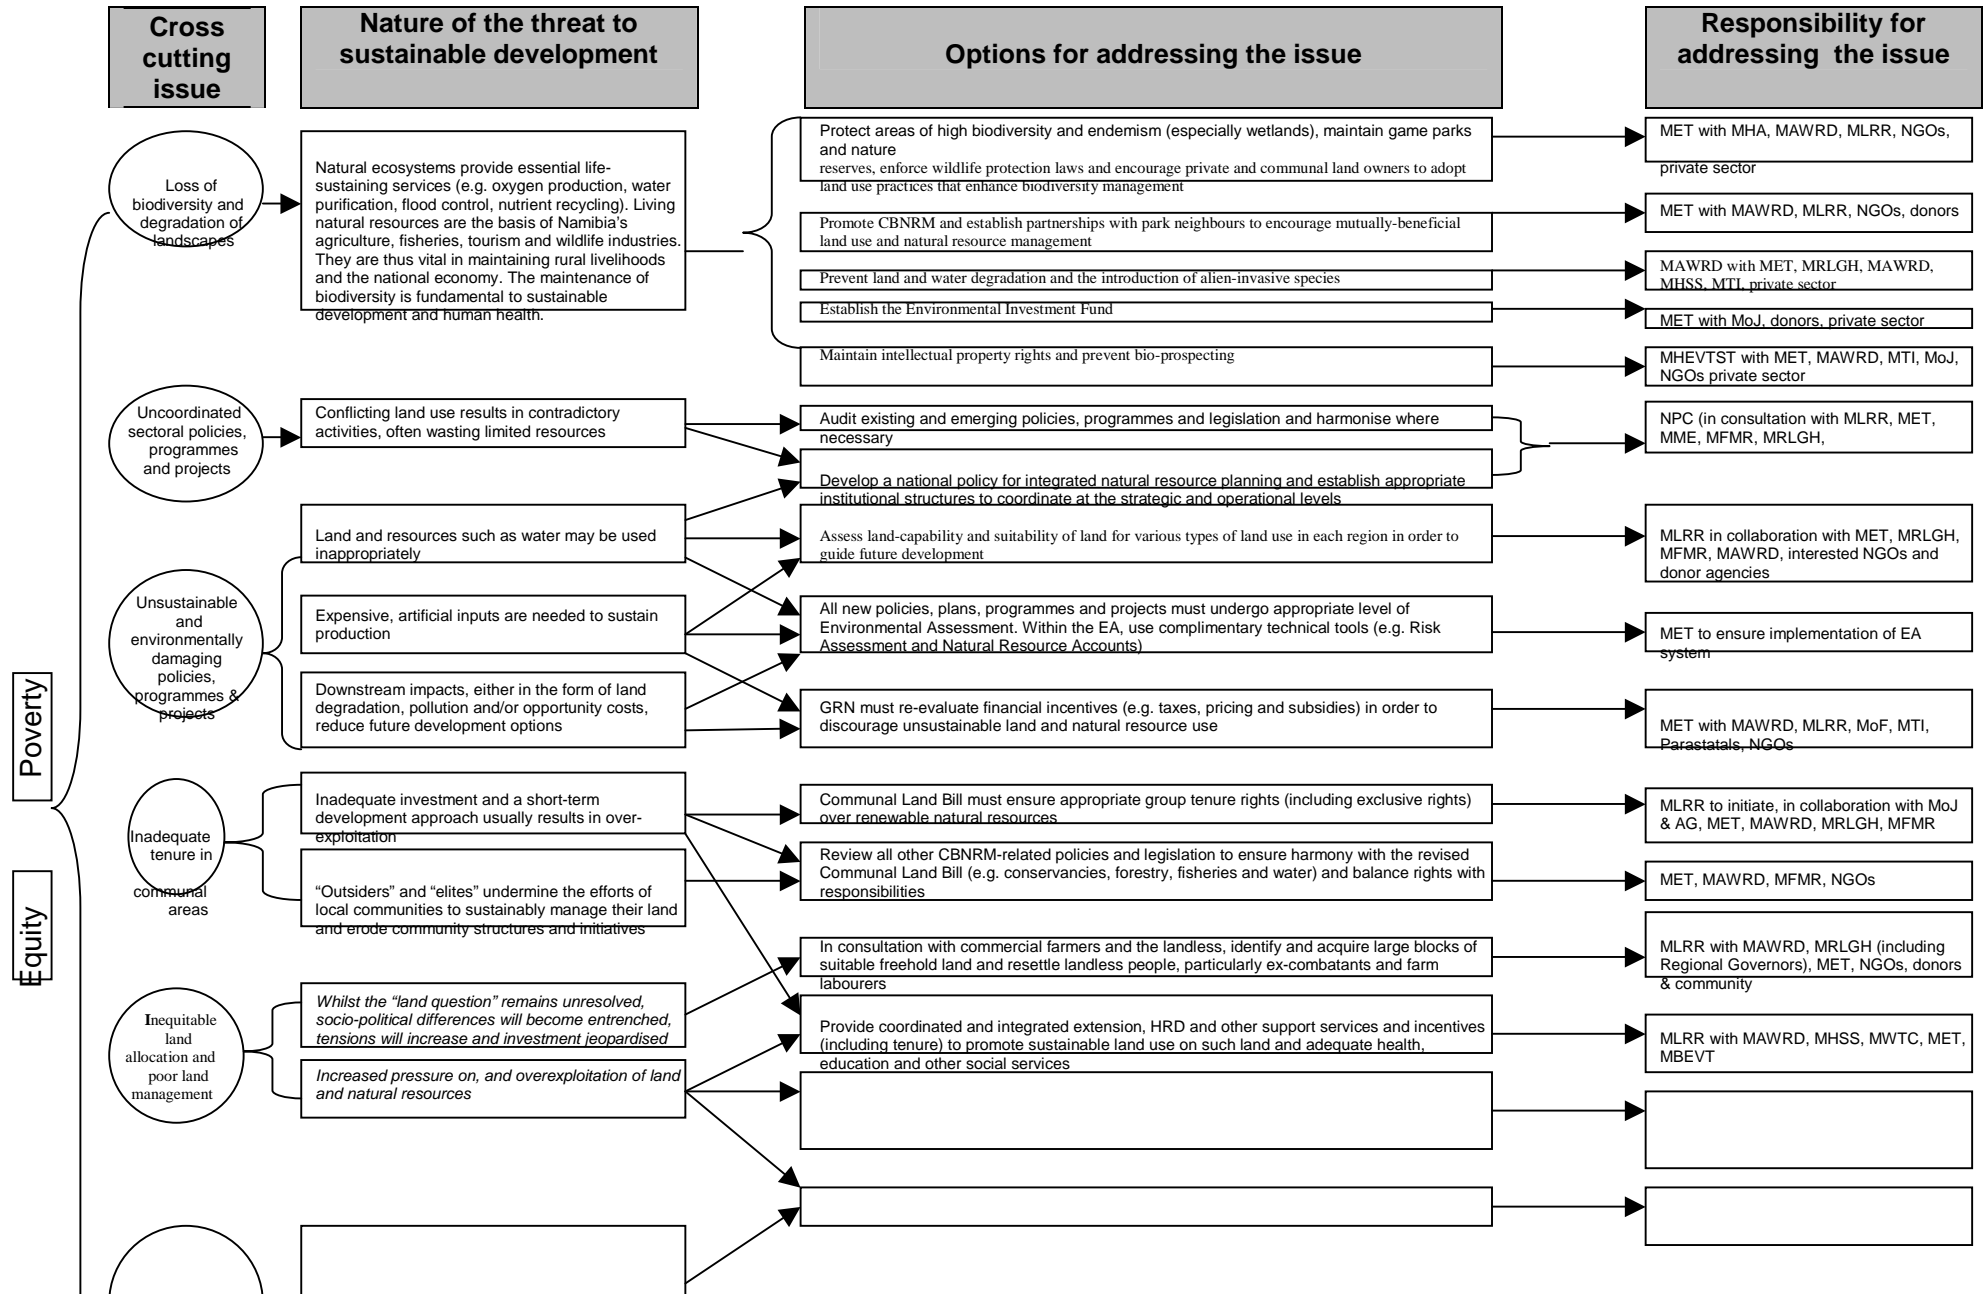 Cross
cutting
issue
Nature of the threat to
sustainable development
Options for addressing the issue
Responsibility for
addressing the issue
Poverty
Equity
Loss of
biodiversity and
degradation of
landscapes
Natural ecosystems provide essential life-
sustaining services (e.g. oxygen production, water
purification, flood control, nutrient recycling). Living
natural resources are the basis of Namibia's
agriculture, fisheries, tourism and wildlife industries.
They are thus vital in maintaining rural livelihoods
and the national economy. The maintenance of
biodiversity is fundamental to sustainable
development and human health.
Protect areas of high biodiversity and endemism (especially wetlands), maintain game parks
and nature
reserves, enforce wildlife protection laws and encourage private and communal land owners to adopt
land use practices that enhance biodiversity management
MET with MHA, MAWRD, MLRR, NGOs,
private sector
Promote CBNRM and establish partnerships with park neighbours to encourage mutually-beneficial
land use and natural resource management
MET with MAWRD, MLRR, NGOs, donors
Prevent land and water degradation and the introduction of alien-invasive species
MAWRD with MET, MRLGH, MAWRD,
MHSS, MTI, private sector
Establish the Environmental Investment Fund
MET with MoJ, donors, private sector
Maintain intellectual property rights and prevent bio-prospecting
MHEVTST with MET, MAWRD, MTI, MoJ,
NGOs private sector
Uncoordinated
sectoral policies,
programmes
and projects
Conflicting land use results in contradictory
activities, often wasting limited resources
Audit existing and emerging policies, programmes and legislation and harmonise where
necessary
Develop a national policy for integrated natural resource planning and establish appropriate
institutional structures to coordinate at the strategic and operational levels
NPC (in consultation with MLRR, MET,
MME, MFMR, MRLGH,
Unsustainable
and
environmentally
damaging
policies,
programmes &
projects
Land and resources such as water may be used
inappropriately
Expensive, artificial inputs are needed to sustain
production
Downstream impacts, either in the form of land
degradation, pollution and/or opportunity costs,
reduce future development options
Assess land-capability and suitability of land for various types of land use in each region in order to
guide future development
MLRR in collaboration with MET, MRLGH,
MFMR, MAWRD, interested NGOs and
donor agencies
All new policies, plans, programmes and projects must undergo appropriate level of
Environmental Assessment. Within the EA, use complimentary technical tools (e.g. Risk
Assessment and Natural Resource Accounts)
MET to ensure implementation of EA
system
GRN must re-evaluate financial incentives (e.g. taxes, pricing and subsidies) in order to
discourage unsustainable land and natural resource use
MET with MAWRD, MLRR, MoF, MTI,
Parastatals, NGOs
Inadequate
tenure in
communal
areas
Inadequate investment and a short-term
development approach usually results in over-
exploitation
"Outsiders" and "elites" undermine the efforts of
local communities to sustainably manage their land
and erode community structures and initiatives
Communal Land Bill must ensure appropriate group tenure rights (including exclusive rights)
over renewable natural resources
MLRR to initiate, in collaboration with MoJ
& AG, MET, MAWRD, MRLGH, MFMR
Review all other CBNRM-related policies and legislation to ensure harmony with the revised
Communal Land Bill (e.g. conservancies, forestry, fisheries and water) and balance rights with
responsibilities
MET, MAWRD, MFMR, NGOs
Inequitable
land
allocation and
poor land
management
Whilst the "land question" remains unresolved,
socio-political differences will become entrenched,
tensions will increase and investment jeopardised
Increased pressure on, and overexploitation of land
and natural resources
In consultation with commercial farmers and the landless, identify and acquire large blocks of
suitable freehold land and resettle landless people, particularly ex-combatants and farm
labourers
MLRR with MAWRD, MRLGH (including
Regional Governors), MET, NGOs, donors
& community
Provide coordinated and integrated extension, HRD and other support services and incentives
(including tenure) to promote sustainable land use on such land and adequate health,
education and other social services
MLRR with MAWRD, MHSS, MWTC, MET,
MBEVT